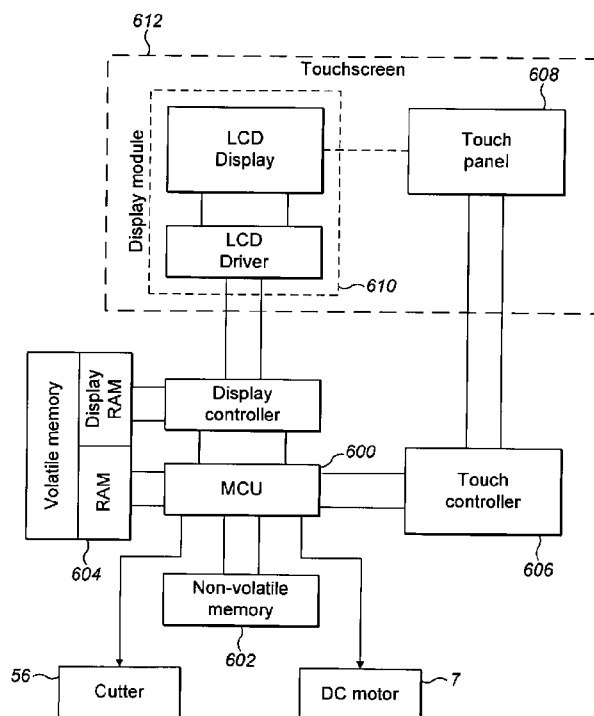 612
Touchscreen
608
Display module
LCD
Display
Touch
panel
LCD
Driver
610
Volatile memory
Display
RAM
RAM
Display
controller
600
MCU
Touch
controller
604
606
Non-volatile
memory
602
56
Cutter
7
DC motor